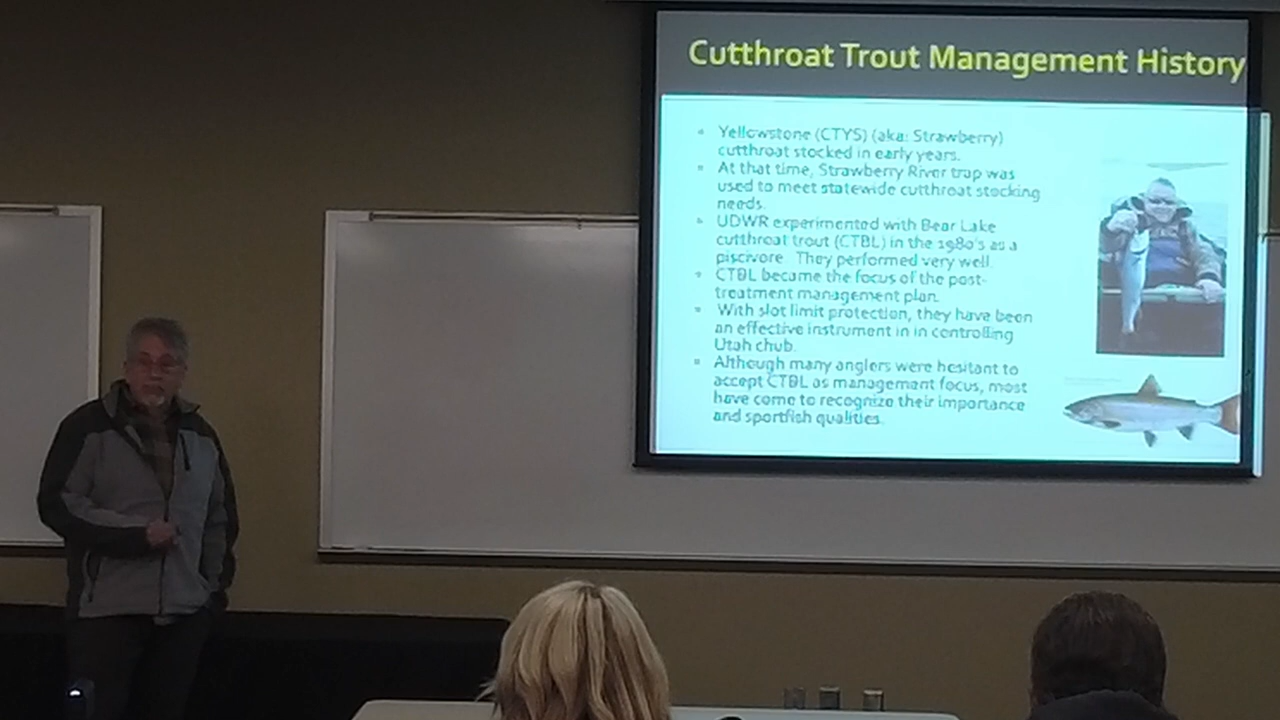 Cutthroat Trout Management History
Yellowstone (CTYS) (aka: Strawberry)
cutthroat stocked in early years.
At that time, Strawberry River trap was
used to meet statewide cutthroat stocking
needs.
UDWR experimented with Bear Lake
cutthroat trout (CTBL) in the 1980's as a
piscivore. They performed very well.
CTBL became the focus of the post-
treatment management plan.
With slot limit protection, they have been
an effective instrument in in controlling
Utah chub.
Although many anglers were hesitant to
accept CTBL as management focus, most
have come to recognize their importance
and sportfish qualities.